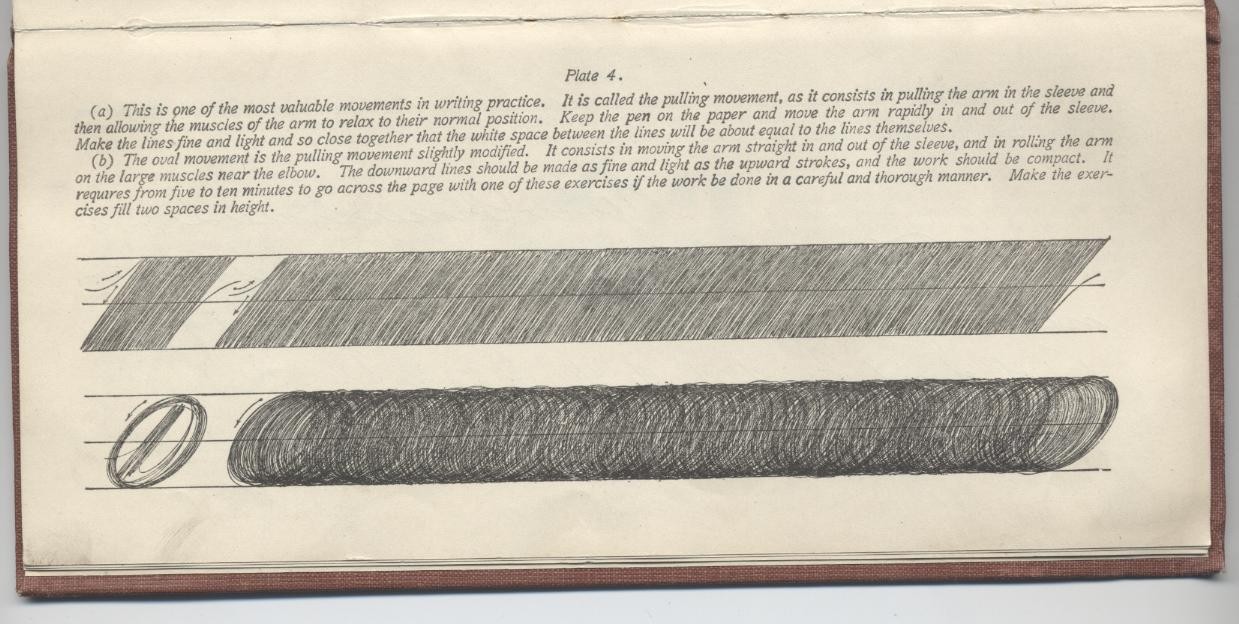 Plate 4.
(a) This is one of the most valuable movements in writing practice. It is called the pulling movement, as it consists in pulling the arm in the sleeve and
then allowing the muscles of the arm to relax to their normal position. Keep the pen on the paper and move the arm rapidly in and out of the sleeve.
Make the lines fine and light and so close together that the white space between the lines will be about equal to the lines themselves.
(b) The oval movement is the pulling movement slightly modified. It consists in moving the arm straight in and out of the sleeve, and in rolling the arm
on the large muscles near the elbow. The downward lines should be made as fine and light as the upward strokes, and the work should be compact. It
requires from five to ten minutes to go across the page with one of these exercises if the work be done in a careful and thorough manner. Make the exer-
cises fill two spaces in height.